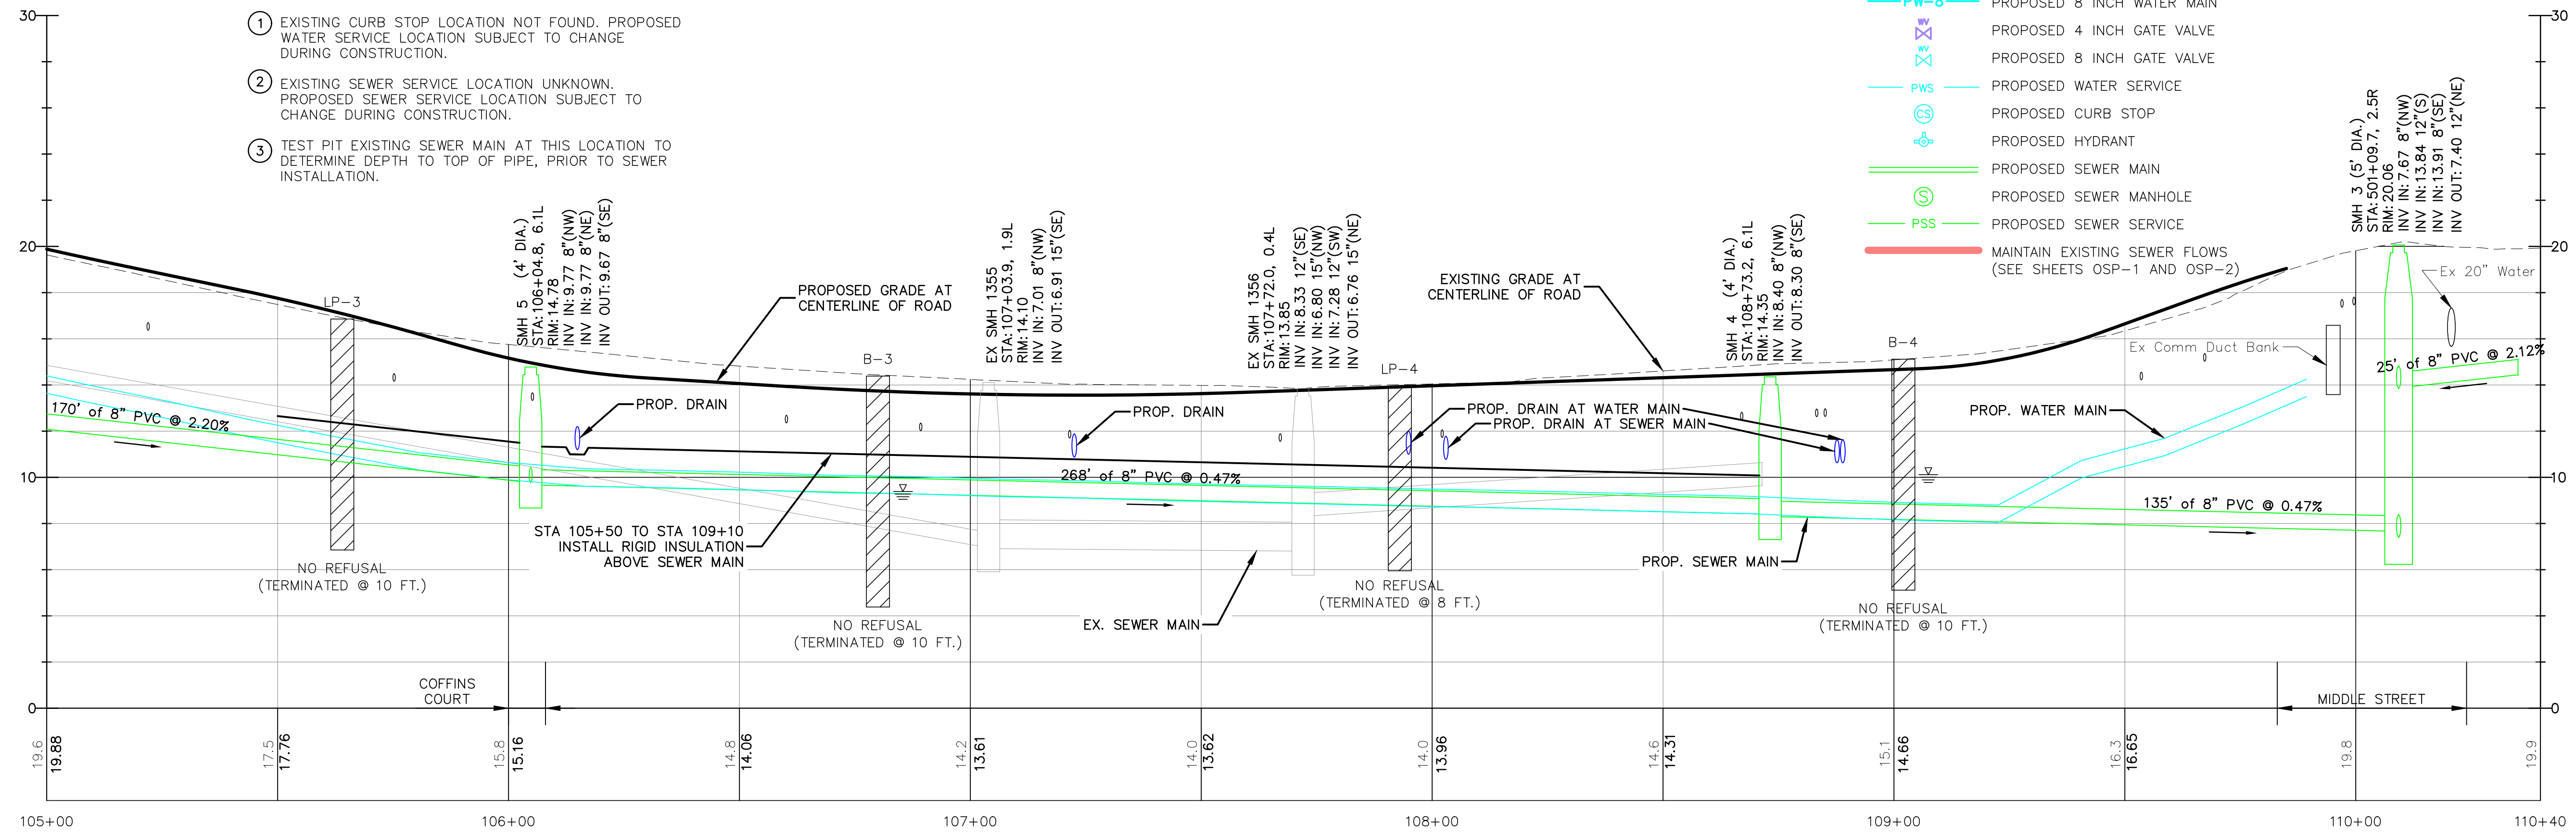 30
① EXISTING CURB STOP LOCATION NOT FOUND. PROPOSED
WATER SERVICE LOCATION SUBJECT TO CHANGE
DURING CONSTRUCTION.
② EXISTING SEWER SERVICE LOCATION UNKNOWN.
PROPOSED SEWER SERVICE LOCATION SUBJECT TO
CHANGE DURING CONSTRUCTION.
③ TEST PIT EXISTING SEWER MAIN AT THIS LOCATION TO
DETERMINE DEPTH TO TOP OF PIPE, PRIOR TO SEWER
INSTALLATION.
PW-8 PROPOSED 8 INCH WATER MAIN
30
WV PROPOSED 4 INCH GATE VALVE
WV PROPOSED 8 INCH GATE VALVE
PWS PROPOSED WATER SERVICE
CS PROPOSED CURB STOP
PROPOSED HYDRANT
PROPOSED SEWER MAIN
S PROPOSED SEWER MANHOLE
PSS PROPOSED SEWER SERVICE
MAINTAIN EXISTING SEWER FLOWS
(SEE SHEETS OSP-1 AND OSP-2)
20
20
SMH 5 (4' DIA.)
STA:106+04.8, 6.1L
RIM:14.78
INV IN:9.77 8"(NW)
INV IN:9.77 8"(NE)
INV OUT:9.67 8"(SE)
EX SMH 1355
STA:107+03.9, 1.9L
RIM:14.10
INV IN:7.01 8"(NW)
INV OUT:6.91 15"(SE)
EX SMH 1356
STA:107+72.0, 0.4L
RIM:13.85
INV IN:8.33 12"(SE)
INV IN:6.80 15"(NW)
INV IN:7.28 12"(SW)
INV OUT:6.76 15"(NE)
SMH 4 (4' DIA.)
STA:108+73.2, 6.1L
RIM:14.35
INV IN:8.40 8"(NW)
INV OUT:8.30 8"(SE)
SMH 3 (5' DIA.)
STA:501+09.7, 2.5R
RIM:20.06
INV IN:7.67 8"(NW)
INV IN:13.84 12"(S)
INV IN:13.91 8"(SE)
INV OUT:7.40 12"(NE)
Ex 20" Water
LP-3
PROPOSED GRADE AT
CENTERLINE OF ROAD
EXISTING GRADE AT
CENTERLINE OF ROAD
B-3
LP-4
B-4
Ex Comm Duct Bank
25' of 8" PVC @ 2.12%
170' of 8" PVC @ 2.20%
PROP. DRAIN
PROP. DRAIN
PROP. DRAIN AT WATER MAIN
PROP. DRAIN AT SEWER MAIN
PROP. WATER MAIN
10
10
268' of 8" PVC @ 0.47%
135' of 8" PVC @ 0.47%
STA 105+50 TO STA 109+10
INSTALL RIGID INSULATION
ABOVE SEWER MAIN
PROP. SEWER MAIN
NO REFUSAL
(TERMINATED @ 10 FT.)
NO REFUSAL
(TERMINATED @ 10 FT.)
EX. SEWER MAIN
NO REFUSAL
(TERMINATED @ 8 FT.)
NO REFUSAL
(TERMINATED @ 10 FT.)
COFFINS
COURT
MIDDLE STREET
0
0
19.6
19.88
17.5
17.76
15.8
15.16
14.8
14.06
14.2
13.61
14.0
13.62
14.0
13.96
14.6
14.31
15.1
14.66
16.3
16.65
19.8
19.9
105+00
106+00
107+00
108+00
109+00
110+00
110+40